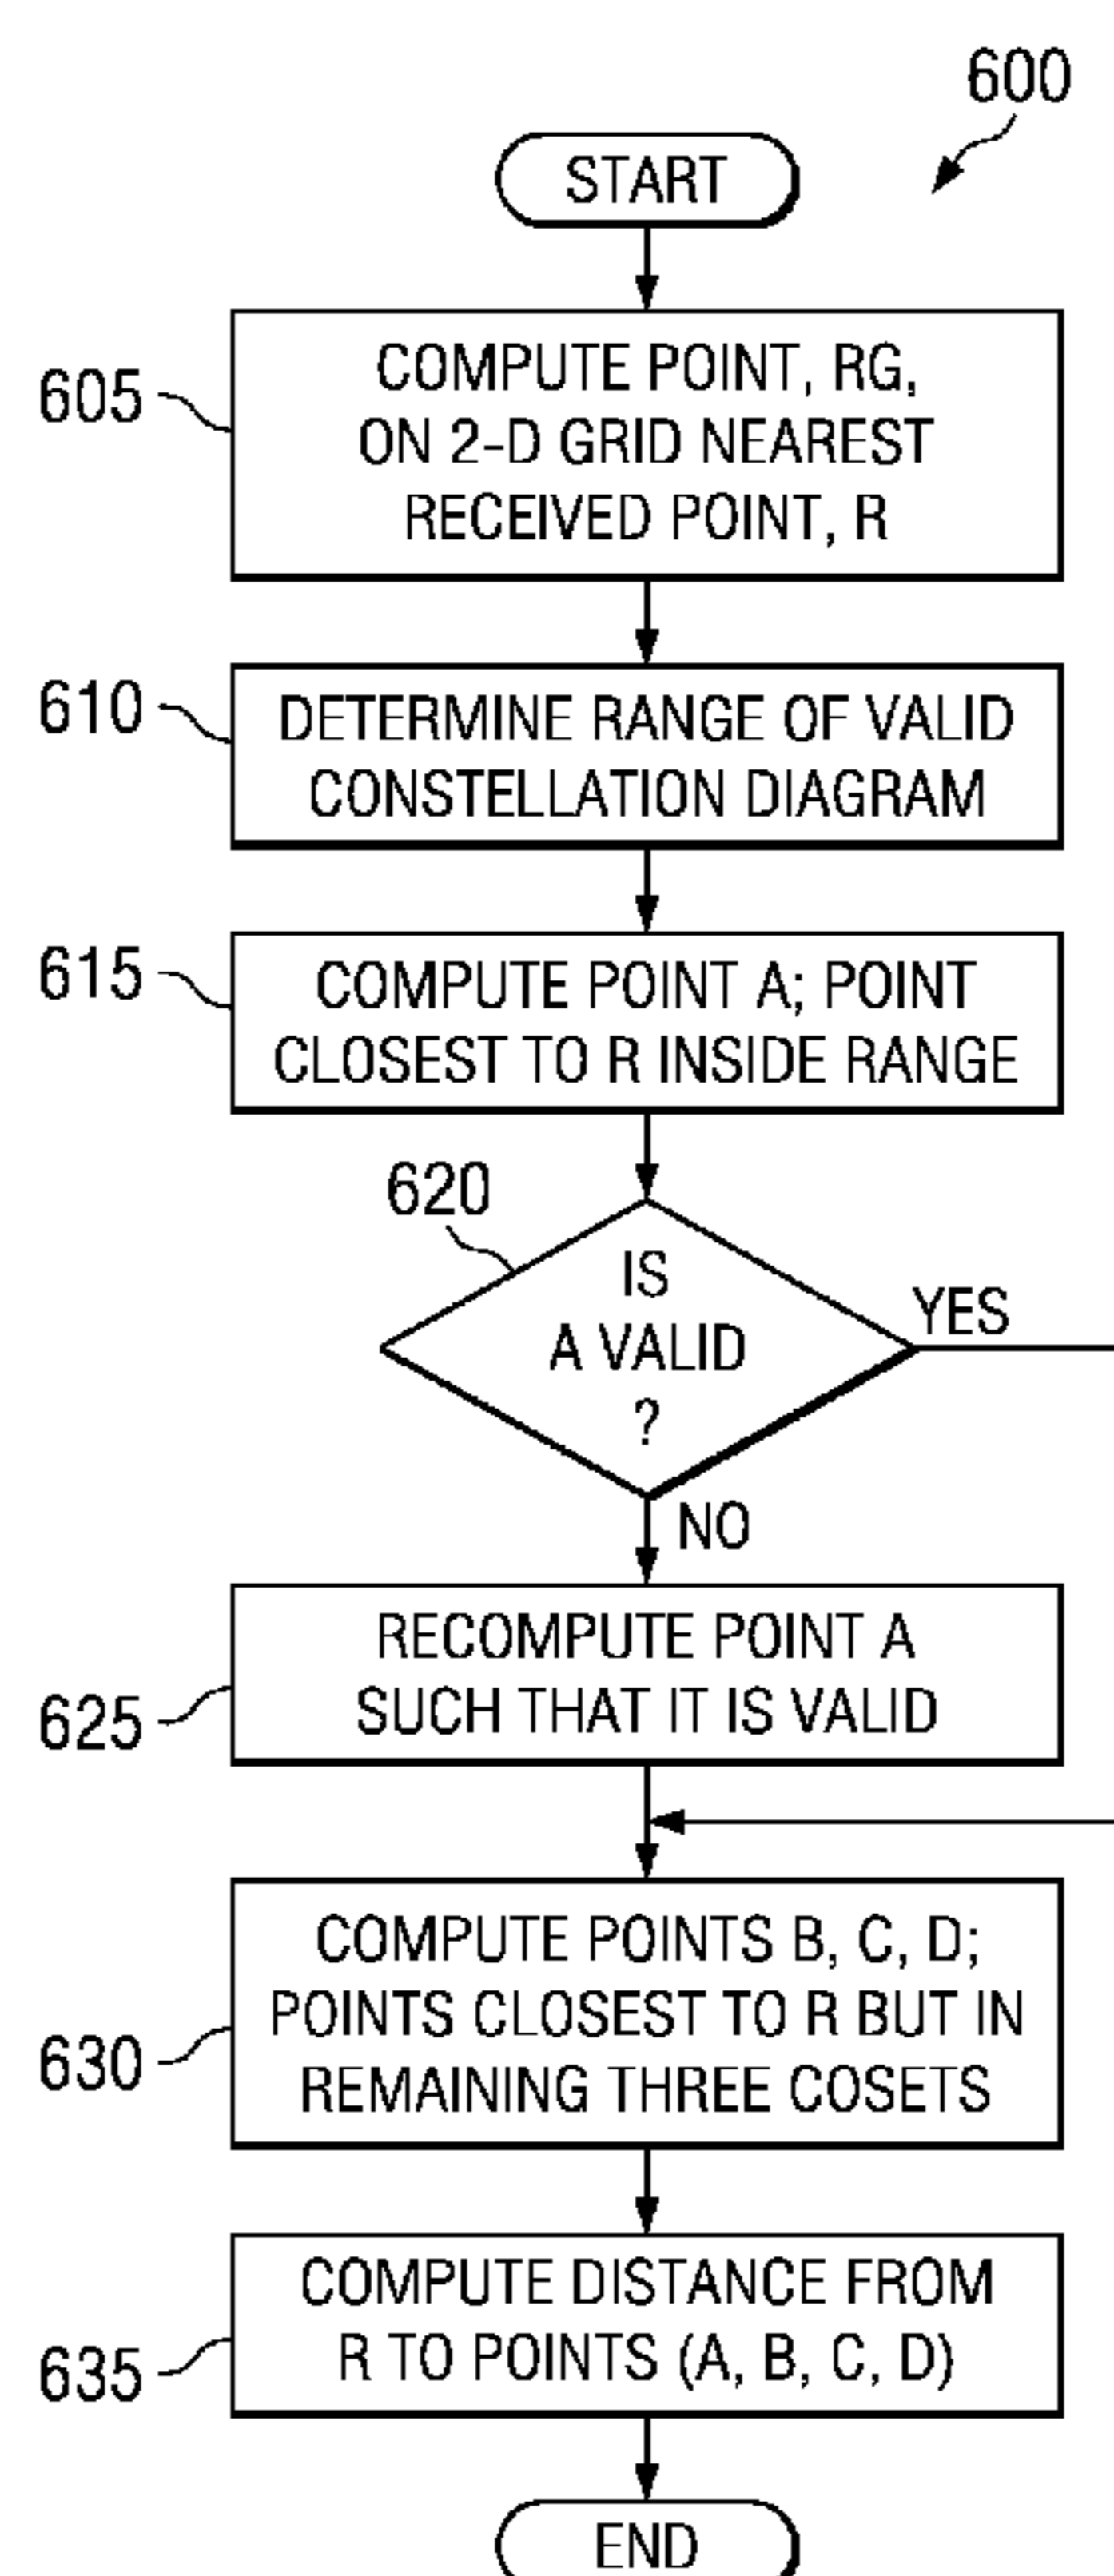 600
START
605
COMPUTE POINT, RG,
ON 2-D GRID NEAREST
RECEIVED POINT, R
610
DETERMINE RANGE OF VALID
CONSTELLATION DIAGRAM
615
COMPUTE POINT A; POINT
CLOSEST TO R INSIDE RANGE
620
IS
A VALID
?
YES
NO
625
RECOMPUTE POINT A
SUCH THAT IT IS VALID
630
COMPUTE POINTS B, C, D;
POINTS CLOSEST TO R BUT IN
REMAINING THREE COSETS
635
COMPUTE DISTANCE FROM
R TO POINTS (A, B, C, D)
END